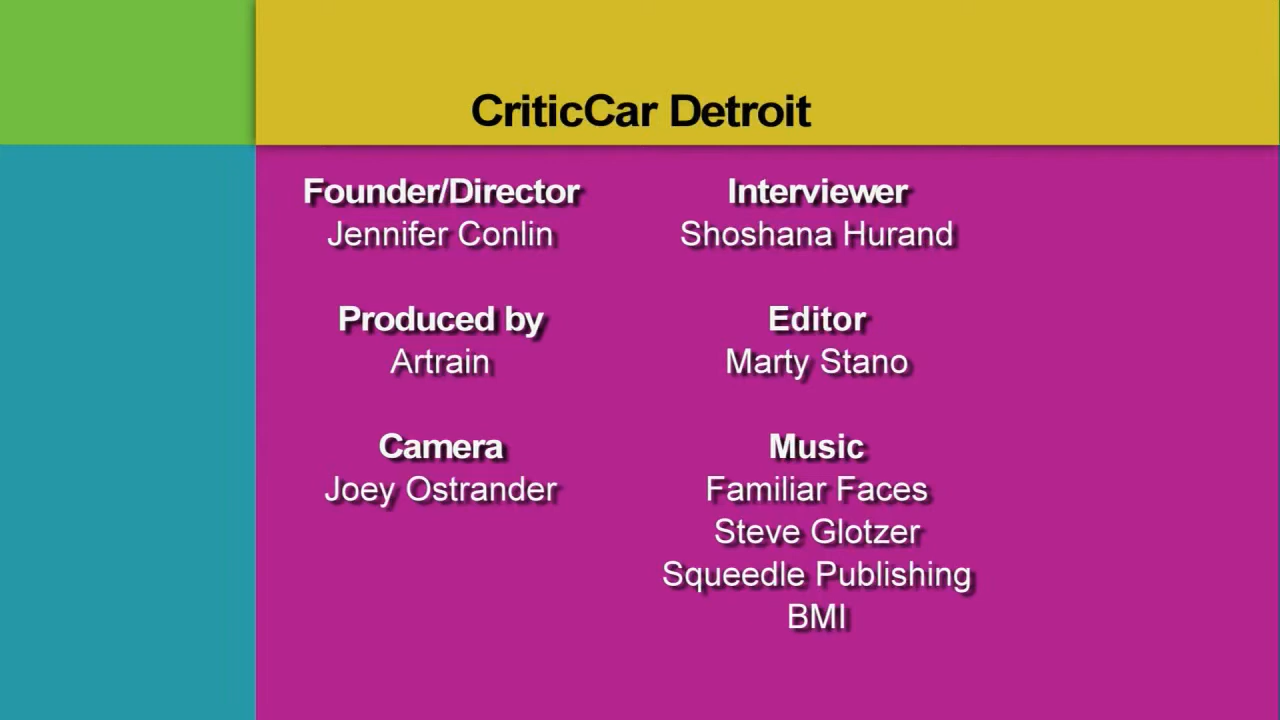 CriticCar Detroit
Founder/Director
Jennifer Conlin
Interviewer
Shoshana Hurand
Produced by
Artrain
Editor
Marty Stano
Camera
Joey Ostrander
Music
Familiar Faces
Steve Glotzer
Squeedle Publishing
BMI